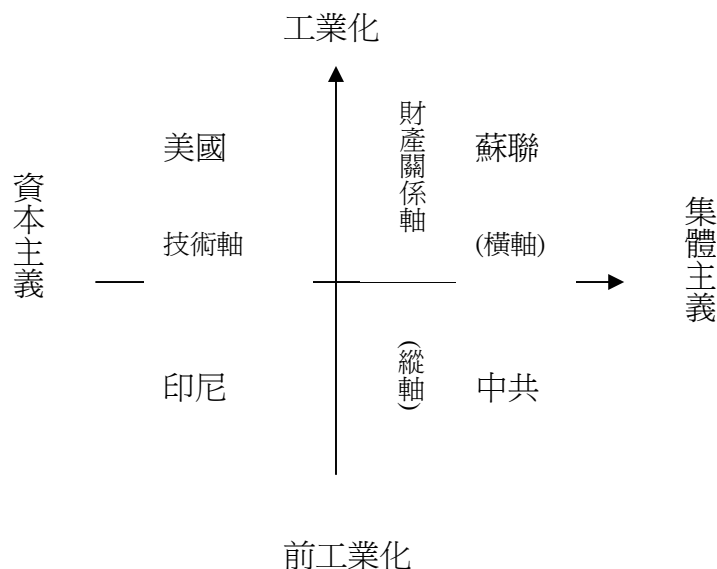 工業化
美國
財產關係軸
蘇聯
資本主義
技術軸
(橫軸)
集體主義
印尼
(縱軸)
中共
前工業化